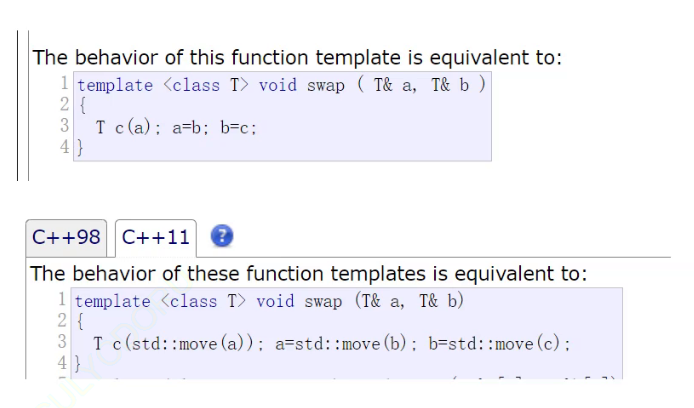 The behavior of this function template is equivalent to:
1 template <class T> void swap ( T& a, T& b )
2 {
3   T c(a); a=b; b=c;
4 }
C++98 C++11 ?
The behavior of these function templates is equivalent to:
1 template <class T> void swap (T& a, T& b)
2 {
3   T c(std::move(a)); a=std::move(b); b=std::move(c);
4 }